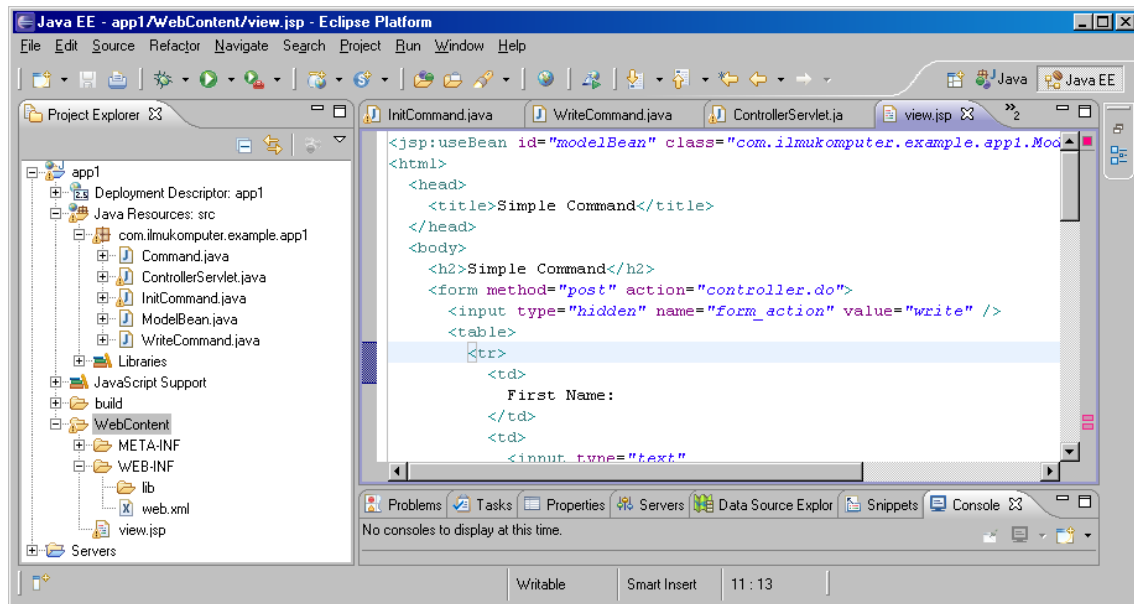 Java EE - app1/WebContent/view.jsp - Eclipse Platform
File Edit Source Refactor Navigate Search Project Run Window Help
Java Java EE
Project Explorer
InitCommand.java WriteCommand.java ControllerServlet.ja view.jsp »2
app1
Deployment Descriptor: app1
Java Resources: src
com.ilmukomputer.example.app1
Command.java
ControllerServlet.java
InitCommand.java
ModelBean.java
WriteCommand.java
Libraries
JavaScript Support
build
WebContent
META-INF
WEB-INF
lib
web.xml
view.jsp
Servers
<jsp:useBean id="modelBean" class="com.ilmukomputer.example.app1.Mod
<html>
<head>
<title>Simple Command</title>
</head>
<body>
<h2>Simple Command</h2>
<form method="post" action="controller.do">
<input type="hidden" name="form_action" value="write" />
<table>
<tr>
<td>
First Name:
</td>
<td>
<input type="text"
Problems Tasks Properties Servers Data Source Explor Snippets Console
No consoles to display at this time.
Writable Smart Insert 11 : 13